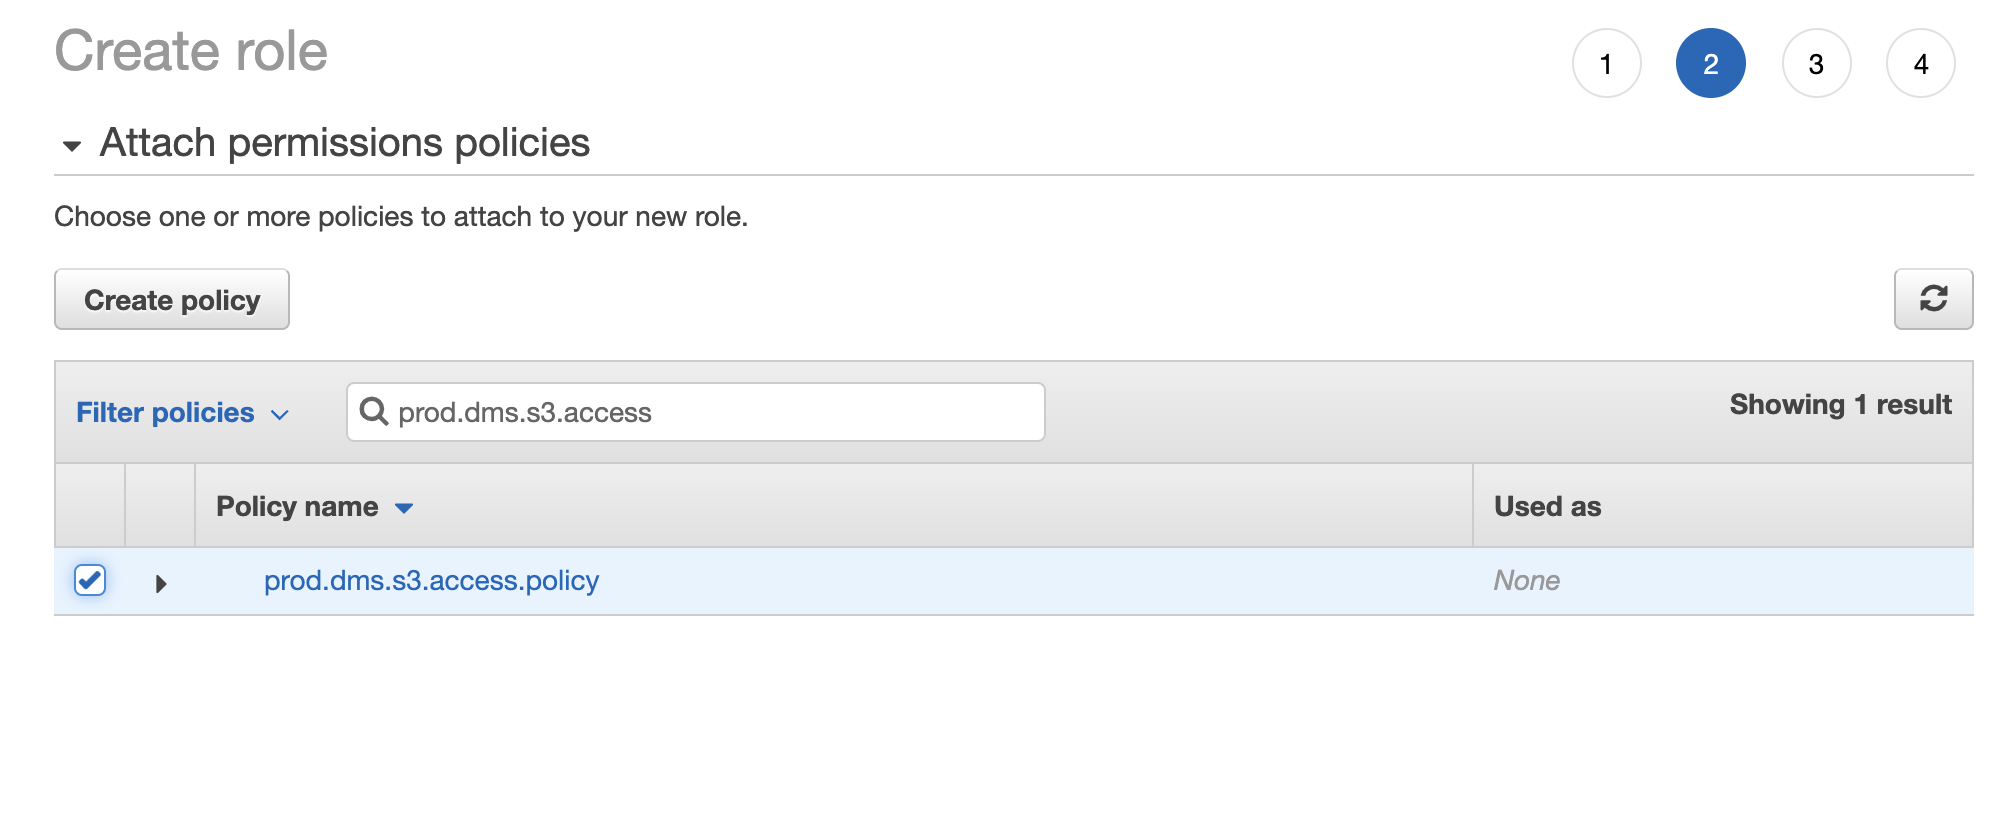 Create role
1 2 3 4
Attach permissions policies
Choose one or more policies to attach to your new role.
Create policy
Filter policies prod.dms.s3.access Showing 1 result
Policy name Used as
prod.dms.s3.access.policy None